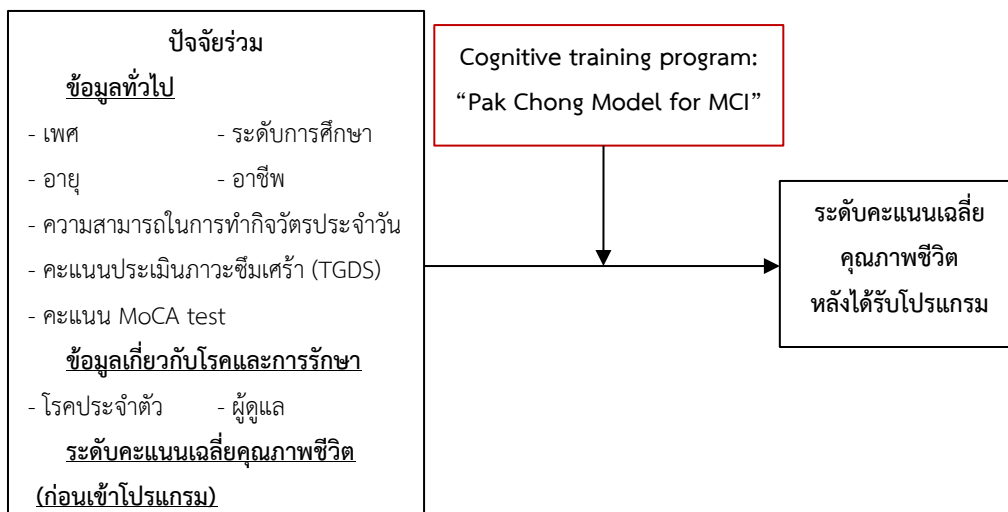 ปัจจัยร่วม
ข้อมูลทั่วไป
- เพศ - ระดับการศึกษา
- อายุ - อาชีพ
- ความสามารถในการทำกิจวัตรประจำวัน
- คะแนนประเมินภาวะซึมเศร้า (TGDS)
- คะแนน MoCA test
ข้อมูลเกี่ยวกับโรคและการรักษา
- โรคประจำตัว - ผู้ดูแล
ระดับคะแนนเฉลี่ยคุณภาพชีวิต
(ก่อนเข้าโปรแกรม)
Cognitive training program:
“Pak Chong Model for MCI”
ระดับคะแนนเฉลี่ย
คุณภาพชีวิต
หลังได้รับโปรแกรม